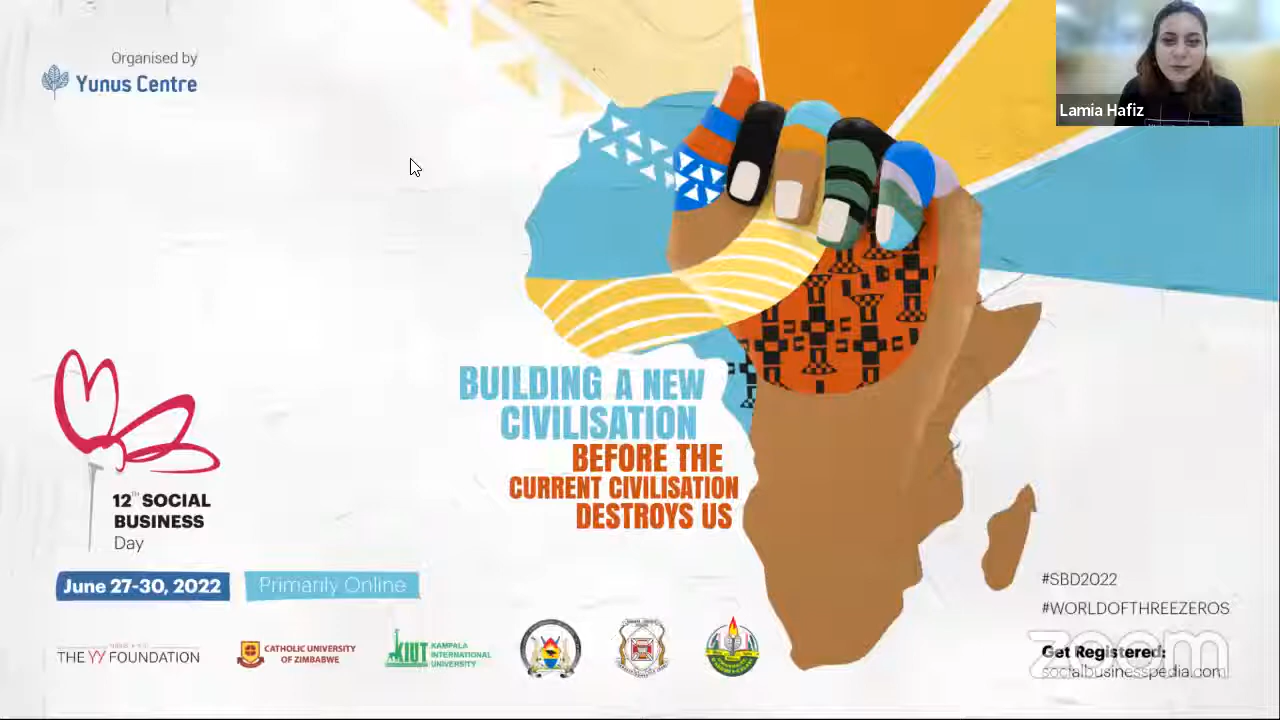 Organised by
Yunus Centre
Lamia Hafiz
BUILDING A NEW
CIVILISATION
BEFORE THE
CURRENT CIVILISATION
DESTROYS US
12TH SOCIAL
BUSINESS
Day
June 27-30, 2022
Primarily Online
THE YY FOUNDATION
CATHOLIC UNIVERSITY
OF ZIMBABWE
KIUT
KAMPALA
INTERNATIONAL
UNIVERSITY
#SBD2022
#WORLDOFTHREEZEROS
zoom
Get Registered:
socialbusinesspedia.com